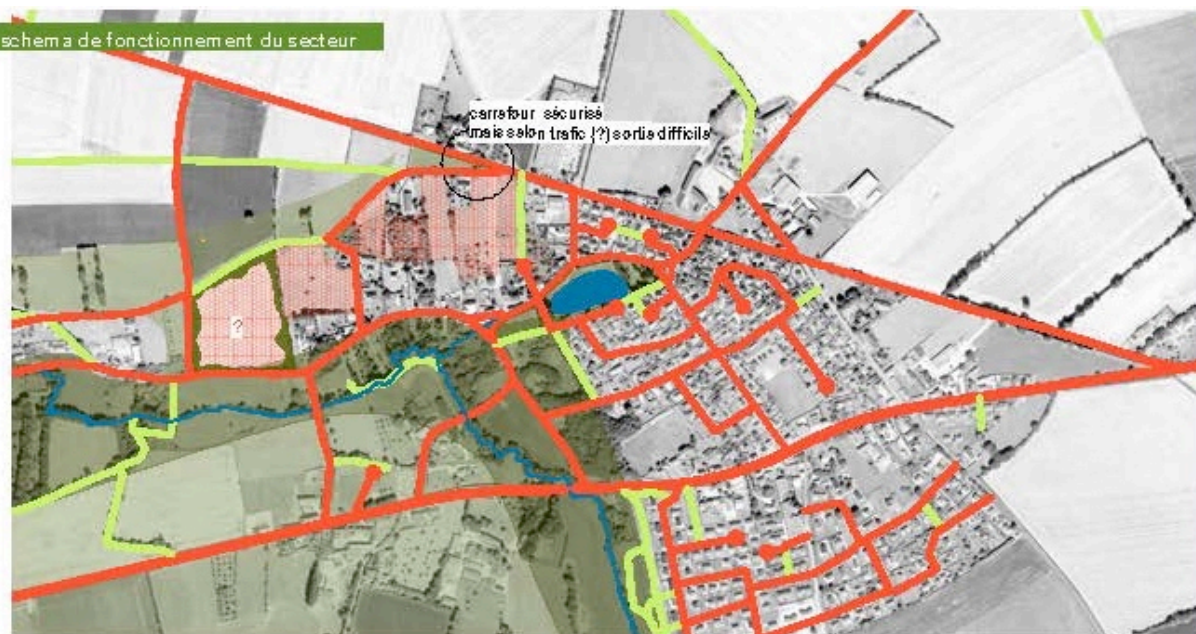 schema de fonctionnement du secteur
carrefour sécurisé
mais selon trafic (?) sortie difficile
?